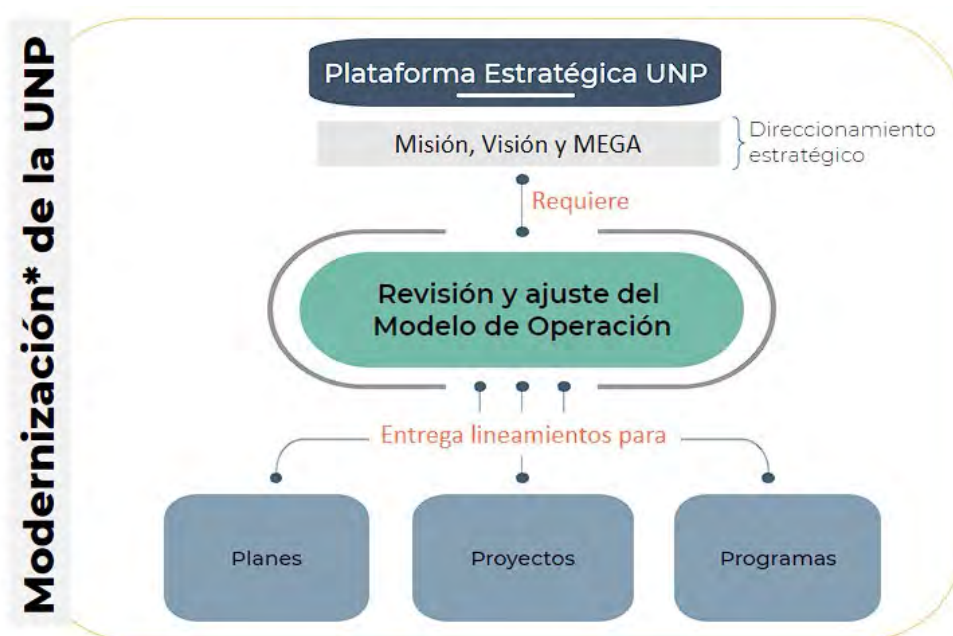 Modernización* de la UNP
Plataforma Estratégica UNP
Misión, Visión y MEGA
Direccionamiento
estratégico
Requiere
Revisión y ajuste del
Modelo de Operación
Entrega lineamientos para
Planes
Proyectos
Programas